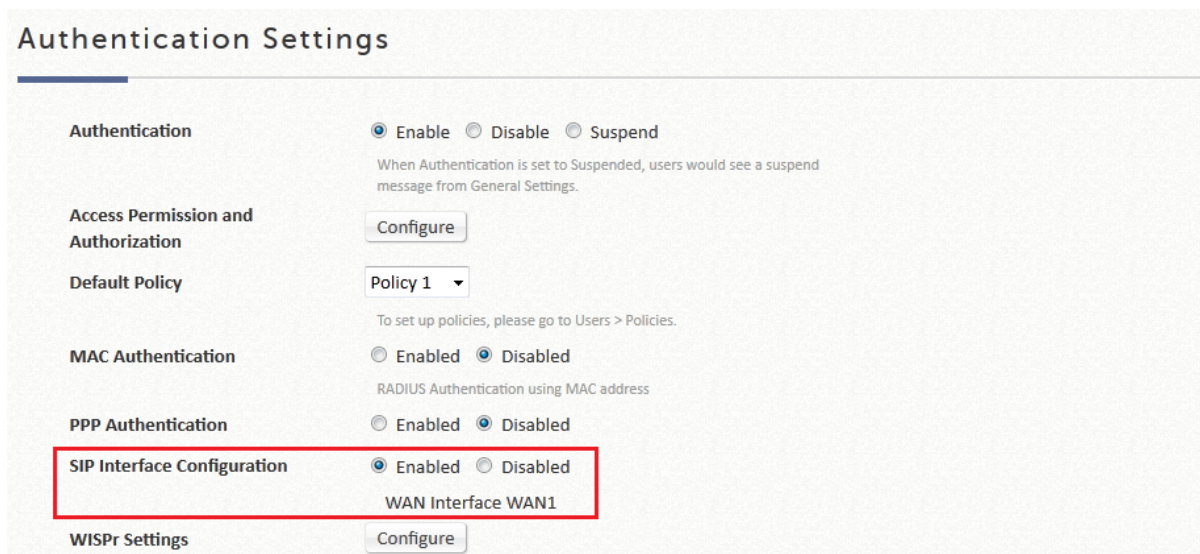 Authentication Settings
Authentication Enable Disable Suspend
When Authentication is set to Suspended, users would see a suspend
message from General Settings.
Access Permission and
Authorization
Configure
Default Policy Policy 1
To set up policies, please go to Users > Policies.
MAC Authentication Enabled Disabled
RADIUS Authentication using MAC address
PPP Authentication Enabled Disabled
SIP Interface Configuration Enabled Disabled
WAN Interface WAN1
WISPr Settings Configure